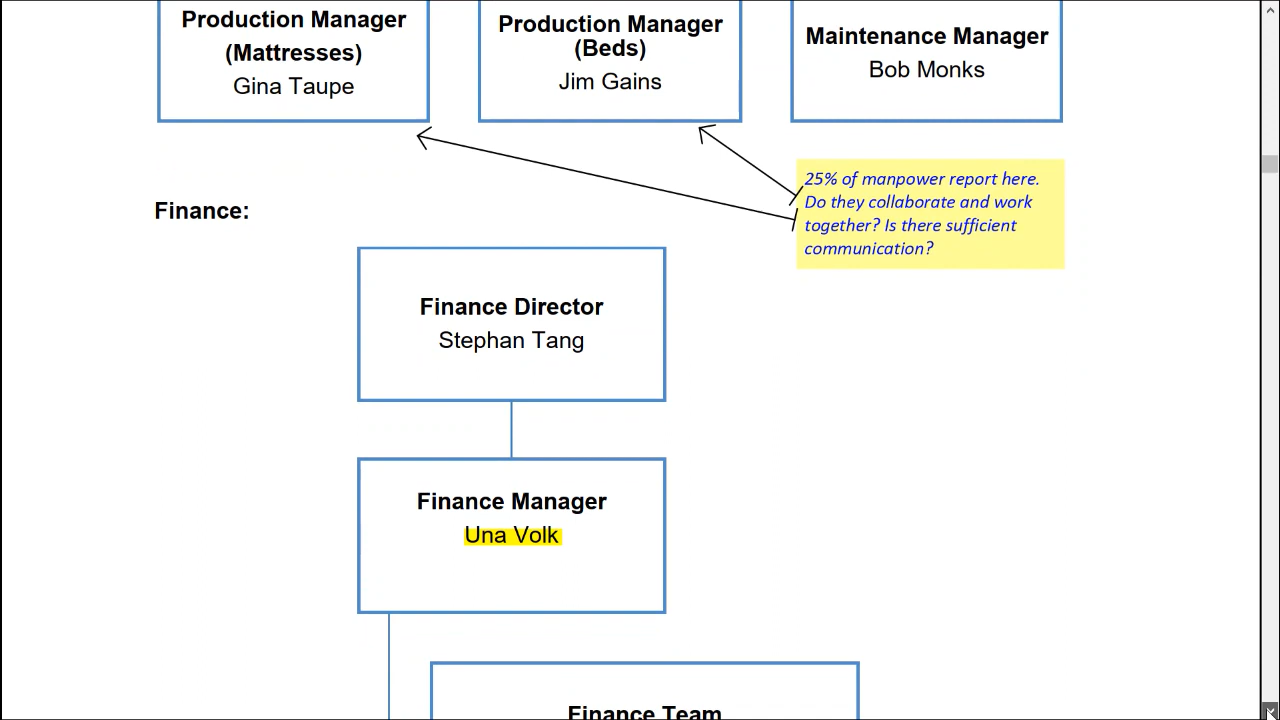 Production Manager
(Mattresses)
Gina Taupe
Production Manager
(Beds)
Jim Gains
Maintenance Manager
Bob Monks
25% of manpower report here.
Do they collaborate and work
together? Is there sufficient
communication?
Finance:
Finance Director
Stephan Tang
Finance Manager
Una Volk
Finance Team